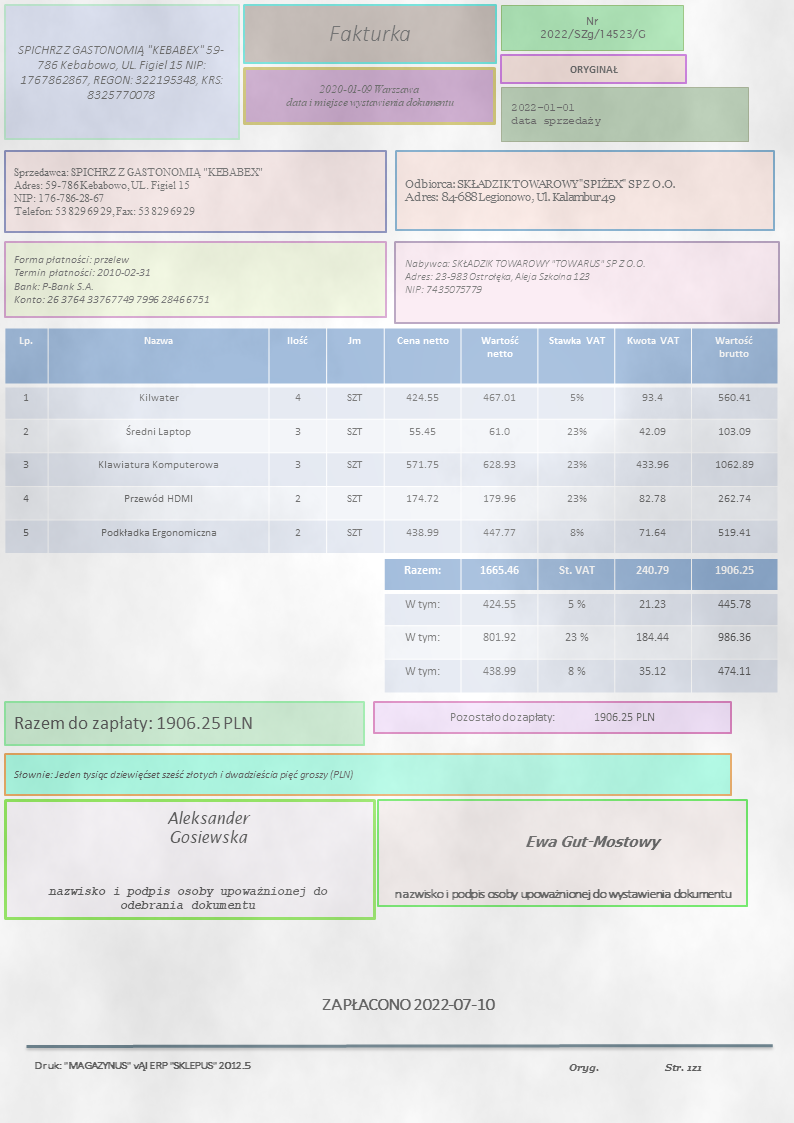 SPICHRZ Z GASTONOMIĄ "KEBABEX" 59-
786 Kebabowo, UL. Figiel 15 NIP:
1767862867, REGON: 322195348, KRS:
8325770078
Fakturka
2020-01-09 Warszawa
data i miejsce wystawienia dokumentu
Nr
2022/SZg/14523/G
ORYGINAŁ
2022-01-01
data sprzedaży
Sprzedawca: SPICHRZ Z GASTONOMIĄ "KEBABEX"
Adres: 59-786 Kebabowo, UL. Figiel 15
NIP: 176-786-28-67
Telefon: 538296929, Fax: 538296929
Odbiorca: SKŁADZIK TOWAROWY "SPIŻEX" SP Z O.O.
Adres: 84-688 Legionowo, Ul. Kalambur 49
Forma płatności: przelew
Termin płatności: 2010-02-31
Bank: P-Bank S.A.
Konto: 26 3764 33767749 7996 28466751
Nabywca: SKŁADZIK TOWAROWY "TOWARUS" SP Z O.O.
Adres: 23-983 Ostrołęka, Aleja Szkolna 123
NIP: 7435075779
Lp. Nazwa Ilość Jm Cena netto Wartość netto Stawka VAT Kwota VAT Wartość brutto
1 Kilwater 4 SZT 424.55 467.01 5% 93.4 560.41
2 Średni Laptop 3 SZT 55.45 61.0 23% 42.09 103.09
3 Klawiatura Komputerowa 3 SZT 571.75 628.93 23% 433.96 1062.89
4 Przewód HDMI 2 SZT 174.72 179.96 23% 82.78 262.74
5 Podkładka Ergonomiczna 2 SZT 438.99 447.77 8% 71.64 519.41
Razem: 1665.46 St. VAT 240.79 1906.25
W tym: 424.55 5 % 21.23 445.78
W tym: 801.92 23 % 184.44 986.36
W tym: 438.99 8 % 35.12 474.11
Razem do zapłaty: 1906.25 PLN
Pozostało do zapłaty: 1906.25 PLN
Słownie: Jeden tysiąc dziewięćset sześć złotych i dwadzieścia pięć groszy (PLN)
Aleksander
Gosiewska
nazwisko i podpis osoby upoważnionej do
odebrania dokumentu
Ewa Gut-Mostowy
nazwisko i podpis osoby upoważnionej do wystawienia dokumentu
ZAPŁACONO 2022-07-10
Druk: "MAGAZYNUS" vĄI ERP "SKLEPUS" 2012.5
Oryg. Str. 1z1